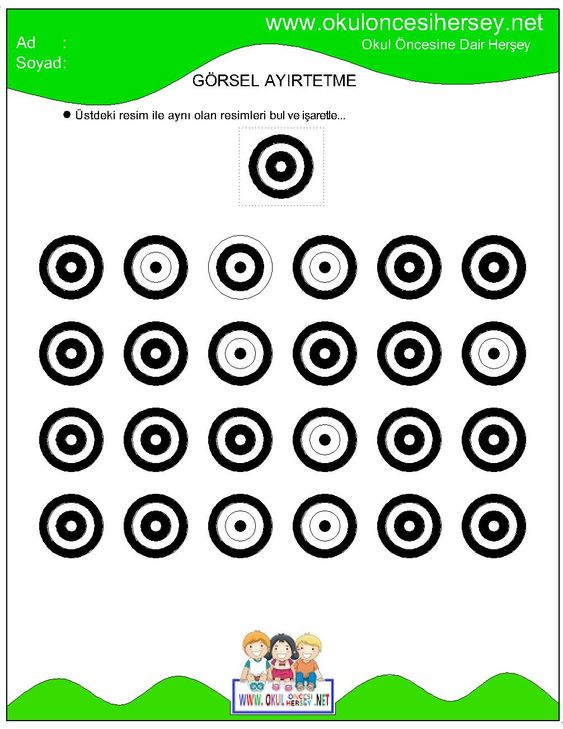 www.okuloncesihersey.net
Ad :
Okul Öncesine Dair Herşey
Soyad:
GÖRSEL AYIRTETME
● Üstdeki resim ile aynı olan resimleri bul ve işaretle...
WWW. OKUL ÖNCESİ HERŞEY .NET